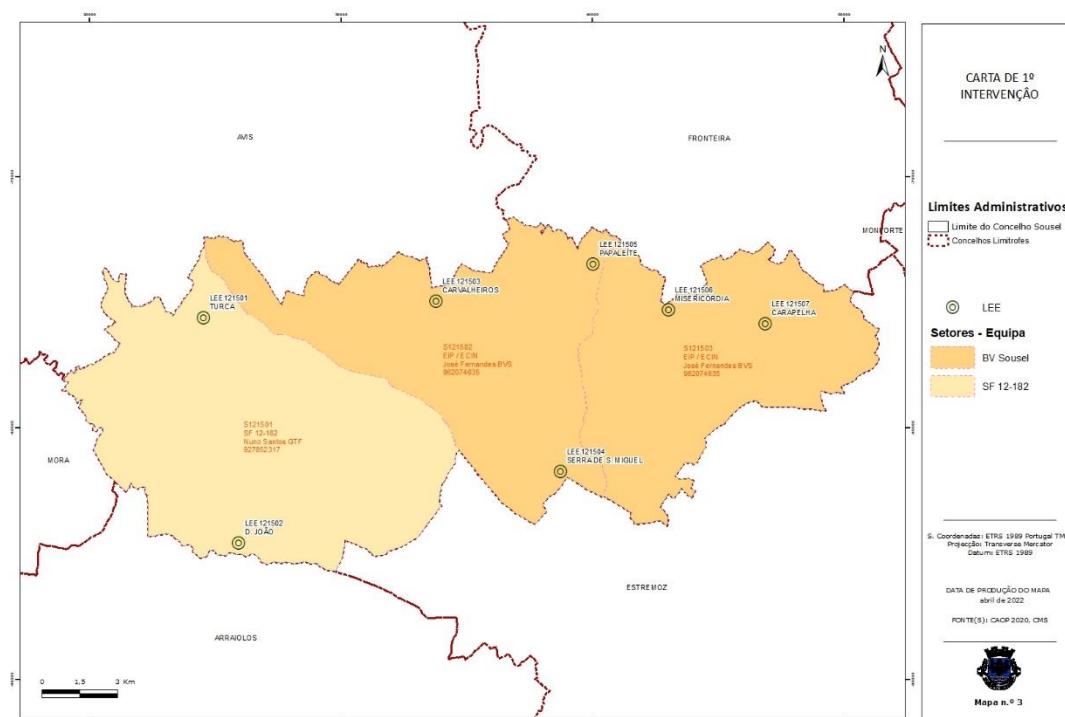 N
AVIS
FRONTEIRA
MONFORTE
MORA
ESTREMOZ
ARRAIOLOS
LEE 121501
TURCA
LEE 121503
CARVALHEIROS
LEE 121505
PAPALEITE
LEE 121506
MISERICÓRDIA
LEE 121507
CARAPELHA
S121502
EIP / ECIN
José Fernandes BVS
962074635
S121503
EIP / ECIN
José Fernandes BVS
962074635
S121501
SF 12-182
Nuno Santos GTF
927852317
LEE 121504
SERRA DE S. MIGUEL
LEE 121502
D. JOÃO
0 1,5 3 Km
CARTA DE 1º
INTERVENÇÃO
Limites Administrativos
Limite do Concelho Sousel
Concelhos Limítrofes
LEE
Setores - Equipa
BV Sousel
SF 12-182
S. Coordenadas: ETRS 1989 Portugal TM
Projecção: Transverse Mercator
Datum: ETRS 1989
DATA DE PRODUÇÃO DO MAPA
abril de 2022
FONTE(S): CAOP 2020, CMS
Mapa n.º 3